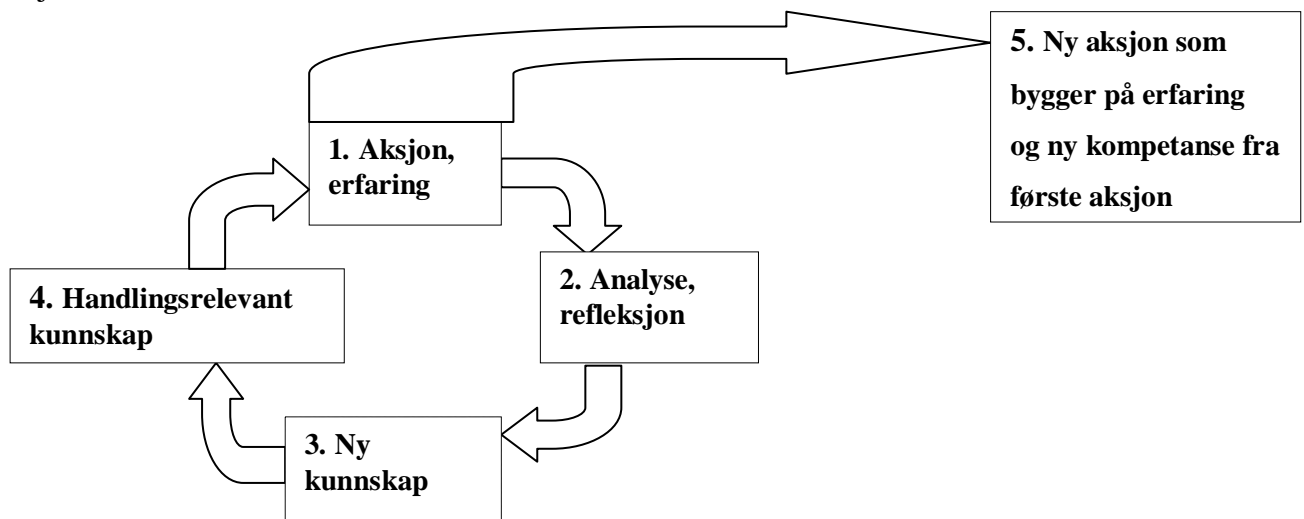 1. Aksjon,
erfaring
2. Analyse,
refleksjon
3. Ny
kunnskap
4. Handlingsrelevant
kunnskap
5. Ny aksjon som
bygger på erfaring
og ny kompetanse fra
første aksjon